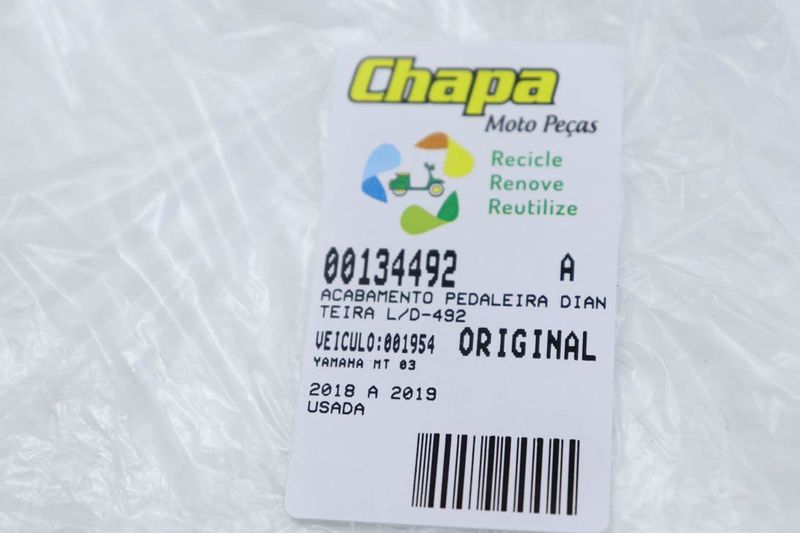 Chapa
Moto Peças
Recicle
Renove
Reutilize
00134492 A
ACABAMENTO PEDALEIRA DIAN
TEIRA L/D-492
VEICULO:001954 ORIGINAL
YAMAHA MT 03
2018 A 2019
USADA